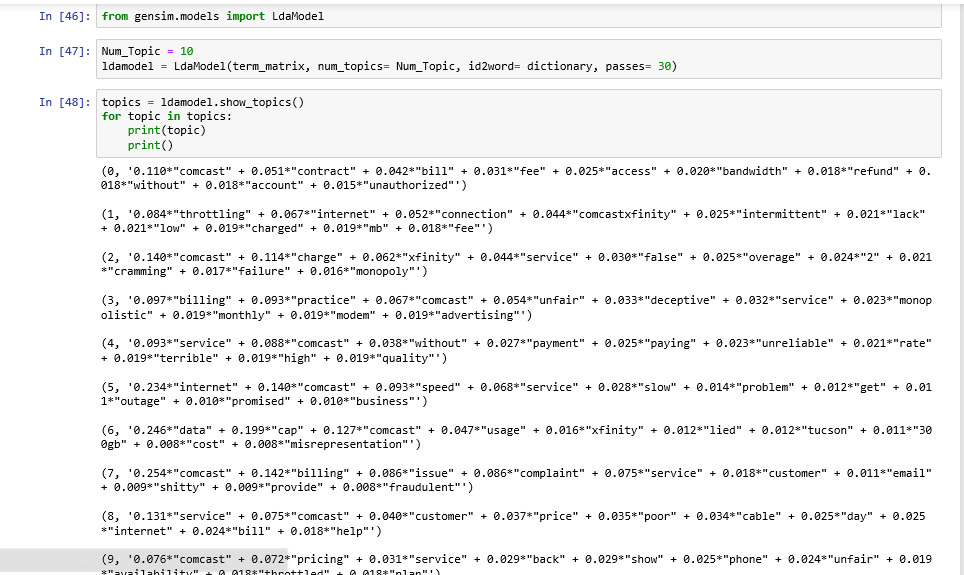 In [46]: from gensim.models import LdaModel
In [47]: Num_Topic = 10
ldamodel = LdaModel(term_matrix, num_topics= Num_Topic, id2word= dictionary, passes= 30)
In [48]: topics = ldamodel.show_topics()
for topic in topics:
    print(topic)
    print()
(0, '0.110*"comcast" + 0.051*"contract" + 0.042*"bill" + 0.031*"fee" + 0.025*"access" + 0.020*"bandwidth" + 0.018*"refund" + 0.
018*"without" + 0.018*"account" + 0.015*"unauthorized"')
(1, '0.084*"throttling" + 0.067*"internet" + 0.052*"connection" + 0.044*"comcastxfinity" + 0.025*"intermittent" + 0.021*"lack"
+ 0.021*"low" + 0.019*"charged" + 0.019*"mb" + 0.018*"fee"')
(2, '0.140*"comcast" + 0.114*"charge" + 0.062*"xfinity" + 0.044*"service" + 0.030*"false" + 0.025*"overage" + 0.024*"2" + 0.021
*"cramming" + 0.017*"failure" + 0.016*"monopoly"')
(3, '0.097*"billing" + 0.093*"practice" + 0.067*"comcast" + 0.054*"unfair" + 0.033*"deceptive" + 0.032*"service" + 0.023*"monop
olistic" + 0.019*"monthly" + 0.019*"modem" + 0.019*"advertising"')
(4, '0.093*"service" + 0.088*"comcast" + 0.038*"without" + 0.027*"payment" + 0.025*"paying" + 0.023*"unreliable" + 0.021*"rate"
+ 0.019*"terrible" + 0.019*"high" + 0.019*"quality"')
(5, '0.234*"internet" + 0.140*"comcast" + 0.093*"speed" + 0.068*"service" + 0.028*"slow" + 0.014*"problem" + 0.012*"get" + 0.01
1*"outage" + 0.010*"promised" + 0.010*"business"')
(6, '0.246*"data" + 0.199*"cap" + 0.127*"comcast" + 0.047*"usage" + 0.016*"xfinity" + 0.012*"lied" + 0.012*"tucson" + 0.011*"30
0gb" + 0.008*"cost" + 0.008*"misrepresentation"')
(7, '0.254*"comcast" + 0.142*"billing" + 0.086*"issue" + 0.086*"complaint" + 0.075*"service" + 0.018*"customer" + 0.011*"email"
+ 0.009*"shitty" + 0.009*"provide" + 0.008*"fraudulent"')
(8, '0.131*"service" + 0.075*"comcast" + 0.040*"customer" + 0.037*"price" + 0.035*"poor" + 0.034*"cable" + 0.025*"day" + 0.025
*"internet" + 0.024*"bill" + 0.018*"help"')
(9, '0.076*"comcast" + 0.072*"pricing" + 0.031*"service" + 0.029*"back" + 0.029*"show" + 0.025*"phone" + 0.024*"unfair" + 0.019
*"availability" + 0.018*"throttled" + 0.018*"plan"')